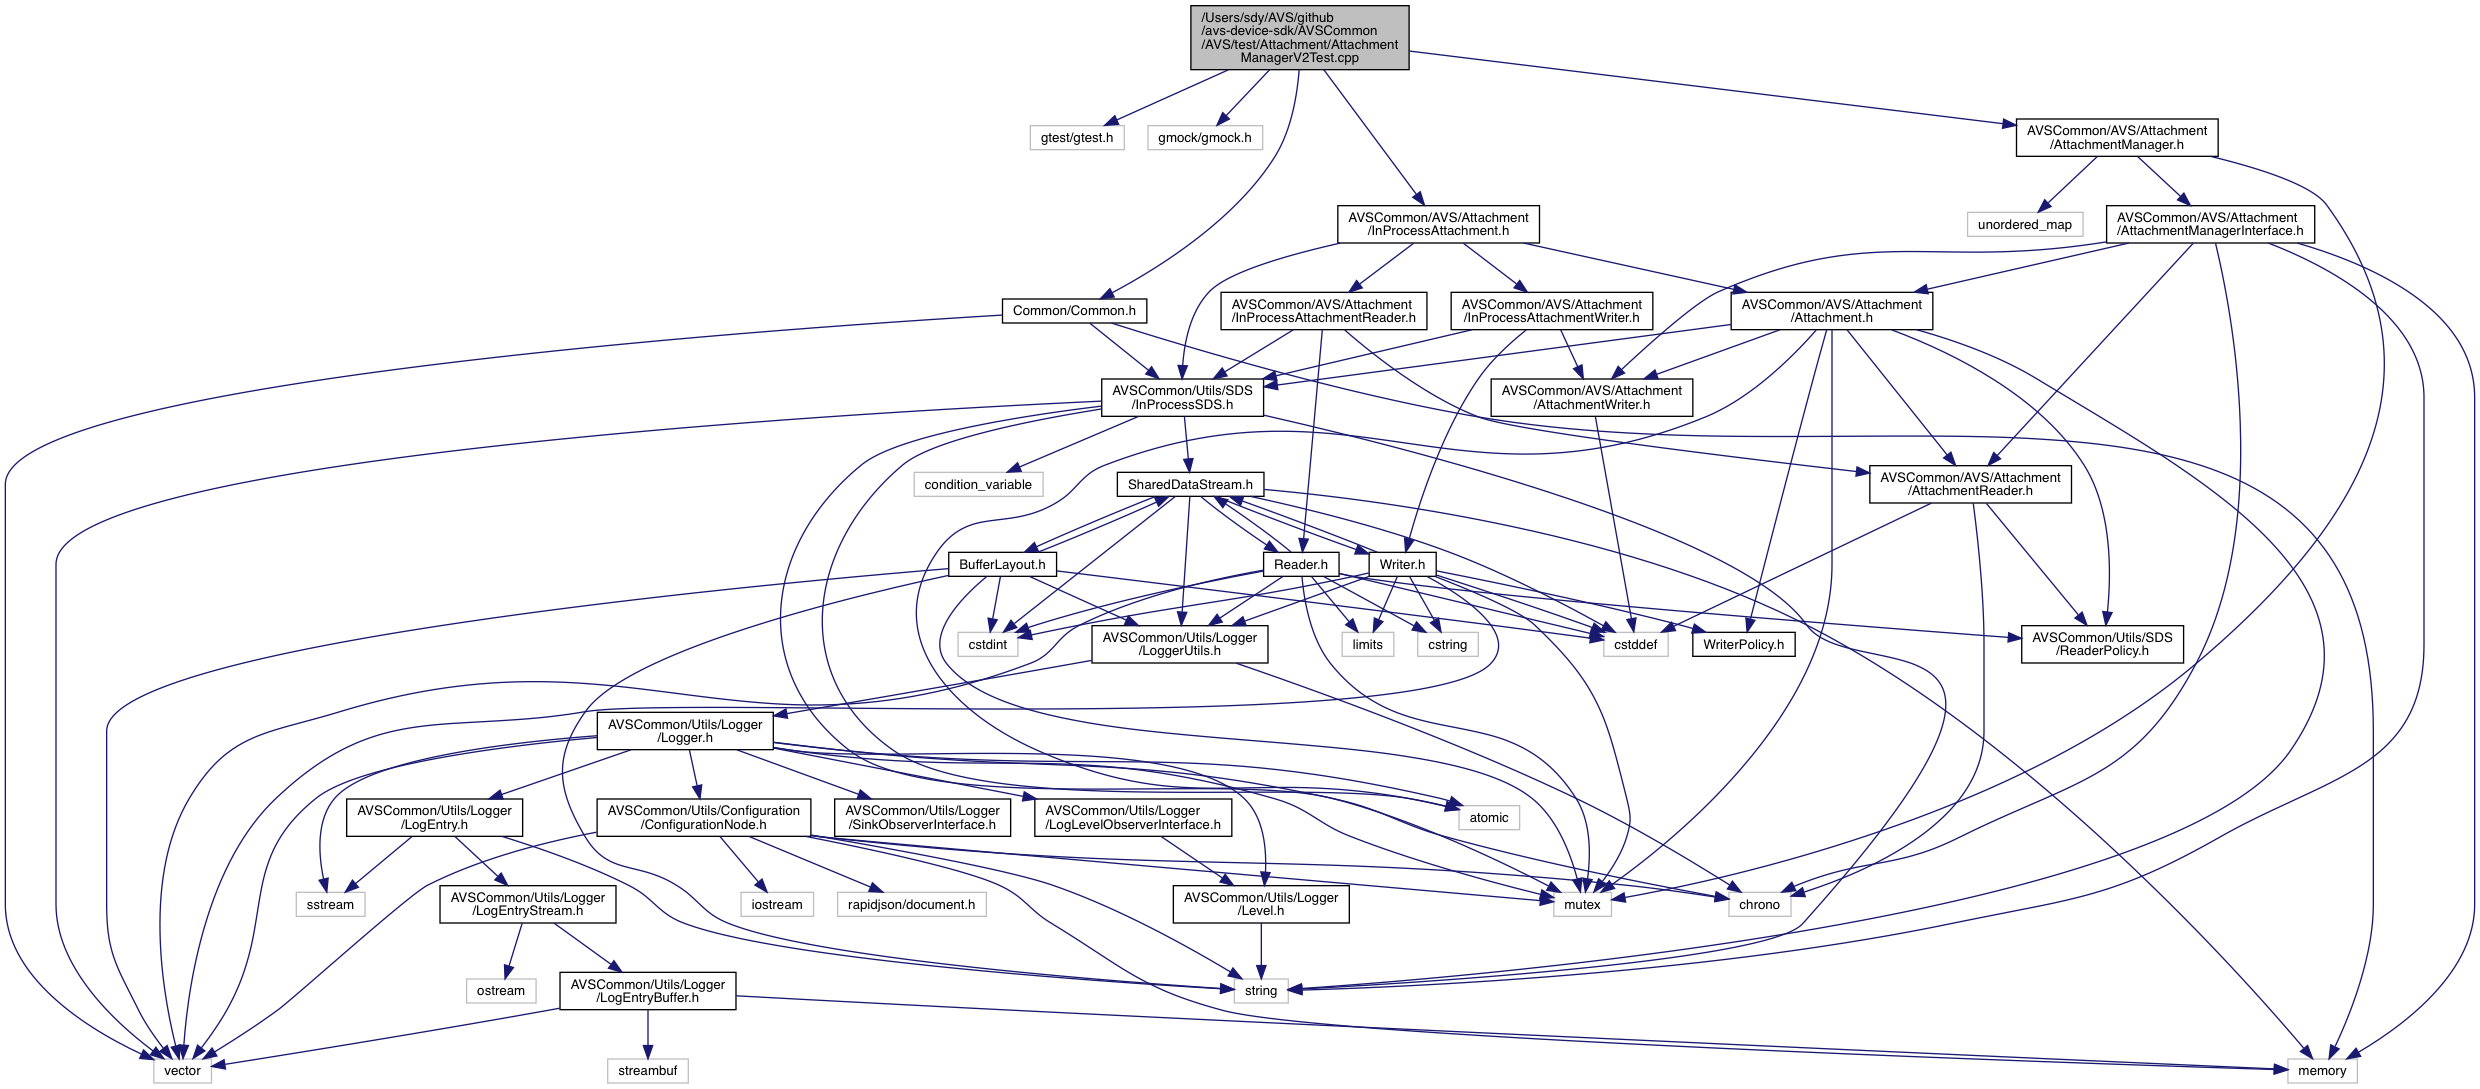 /Users/sdy/AVS/github
/avs-device-sdk/AVSCommon
/AVS/test/Attachment/Attachment
ManagerV2Test.cpp
gtest/gtest.h
gmock/gmock.h
AVSCommon/AVS/Attachment
/AttachmentManager.h
AVSCommon/AVS/Attachment
/InProcessAttachment.h
unordered_map
AVSCommon/AVS/Attachment
/AttachmentManagerInterface.h
Common/Common.h
AVSCommon/AVS/Attachment
/InProcessAttachmentReader.h
AVSCommon/AVS/Attachment
/InProcessAttachmentWriter.h
AVSCommon/AVS/Attachment
/Attachment.h
AVSCommon/Utils/SDS
/InProcessSDS.h
AVSCommon/AVS/Attachment
/AttachmentWriter.h
condition_variable
SharedDataStream.h
AVSCommon/AVS/Attachment
/AttachmentReader.h
BufferLayout.h
Reader.h
Writer.h
cstdint
AVSCommon/Utils/Logger
/LoggerUtils.h
limits
cstring
cstddef
WriterPolicy.h
AVSCommon/Utils/SDS
/ReaderPolicy.h
AVSCommon/Utils/Logger
/Logger.h
AVSCommon/Utils/Logger
/LogEntry.h
AVSCommon/Utils/Configuration
/ConfigurationNode.h
AVSCommon/Utils/Logger
/SinkObserverInterface.h
AVSCommon/Utils/Logger
/LogLevelObserverInterface.h
atomic
sstream
AVSCommon/Utils/Logger
/LogEntryStream.h
iostream
rapidjson/document.h
AVSCommon/Utils/Logger
/Level.h
mutex
chrono
ostream
AVSCommon/Utils/Logger
/LogEntryBuffer.h
string
vector
streambuf
memory